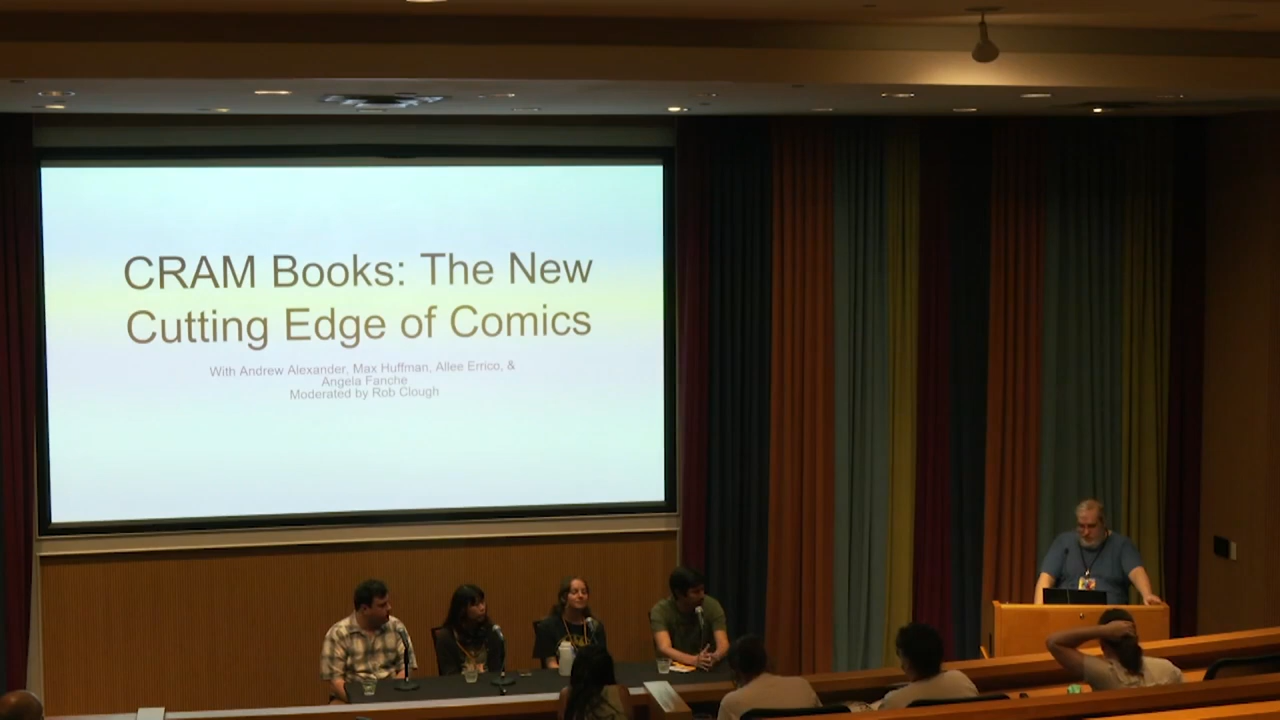 CRAM Books: The New
Cutting Edge of Comics
With Andrew Alexander, Max Huffman, Allee Errico, &
Angela Fanche
Moderated by Rob Clough